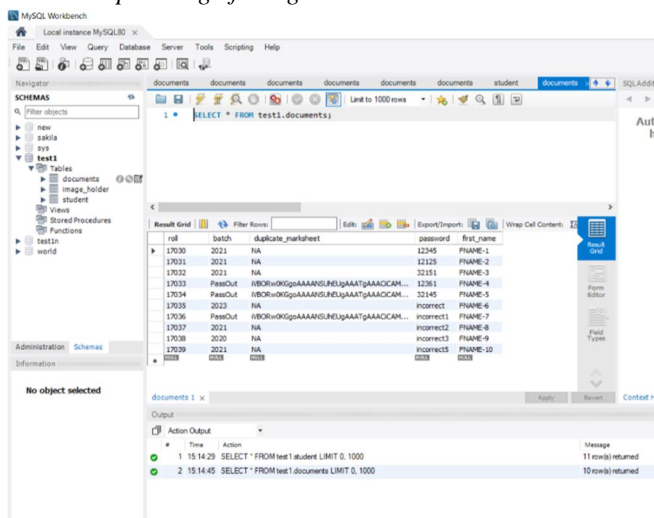 MySQL Workbench
Local instance MySQL80 ×
File Edit View Query Database Server Tools Scripting Help
Navigator
SCHEMAS
Filter objects
new
sakila
sys
test1
Tables
documents
image_holder
student
Views
Stored Procedures
Functions
test1n
world
Administration Schemas
Information
No object selected
documents documents documents documents documents documents student documents
SQLAddi
Limit to 1000 rows
1 SELECT * FROM test1.documents;
Result Grid Filter Rows: Edit: Export/Import: Wrap Cell Content:
roll batch duplicate_marksheet password first_name
17030 2021 NA 12345 FNAME-1
17031 2021 NA 12125 FNAME-2
17032 2021 NA 32151 FNAME-3
17033 PassOut iVBORw0KGgoAAAANSUhEUgAAATgAAACiCAM... 12361 FNAME-4
17034 PassOut iVBORw0KGgoAAAANSUhEUgAAATgAAACiCAM... 32145 FNAME-5
17035 2023 NA incorrect FNAME-6
17036 PassOut iVBORw0KGgoAAAANSUhEUgAAATgAAACiCAM... incorrect1 FNAME-7
17037 2021 NA incorrect2 FNAME-8
17038 2020 NA incorrect3 FNAME-9
17039 2021 NA incorrect5 FNAME-10
NULL NULL NULL NULL NULL
Result Grid
Form Editor
Field Types
documents 1 × Apply Revert Context H
Output
Action Output
# Time Action Message
1 15:14:29 SELECT * FROM test1.student LIMIT 0, 1000 11 row(s) returned
2 15:14:45 SELECT * FROM test1.documents LIMIT 0, 1000 10 row(s) returned